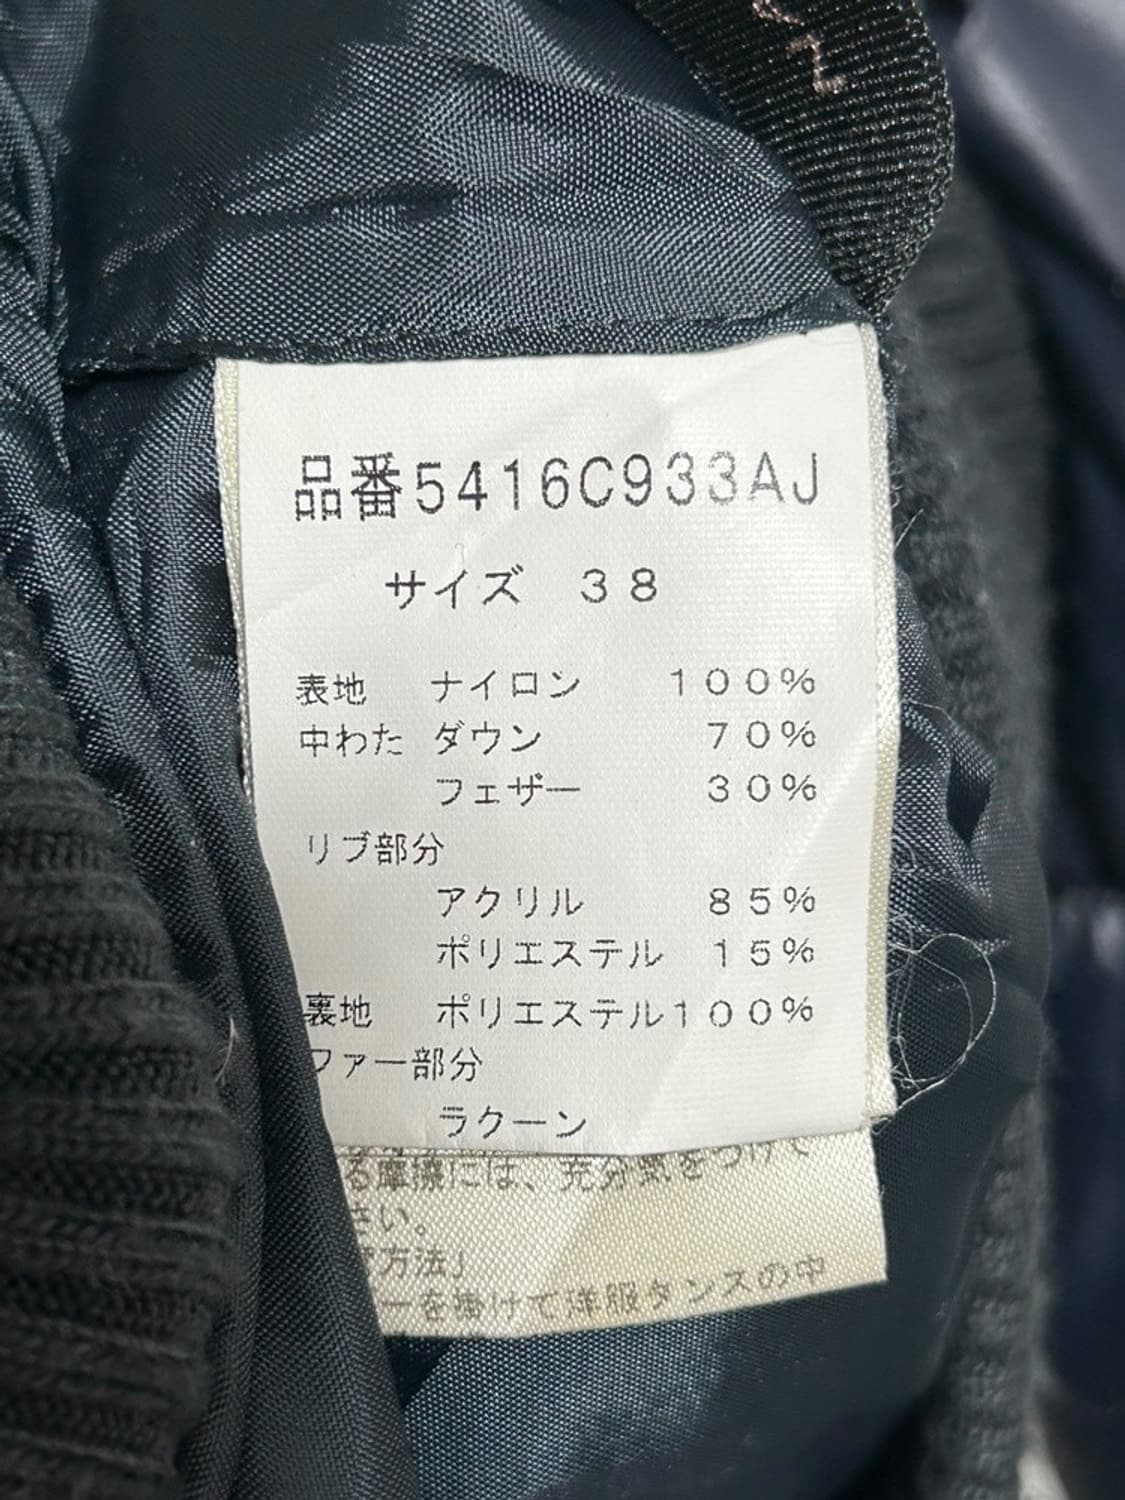 品番5416C933AJ
サイズ 38
表地 ナイロン 100%
中わた ダウン 70%
フェザー 30%
リブ部分
アクリル 85%
ポリエステル 15%
裏地 ポリエステル100%
ファー部分
ラクーン
る摩擦には、充分気をつけて
さい。
方法」
ーを掛けて洋服タンスの中